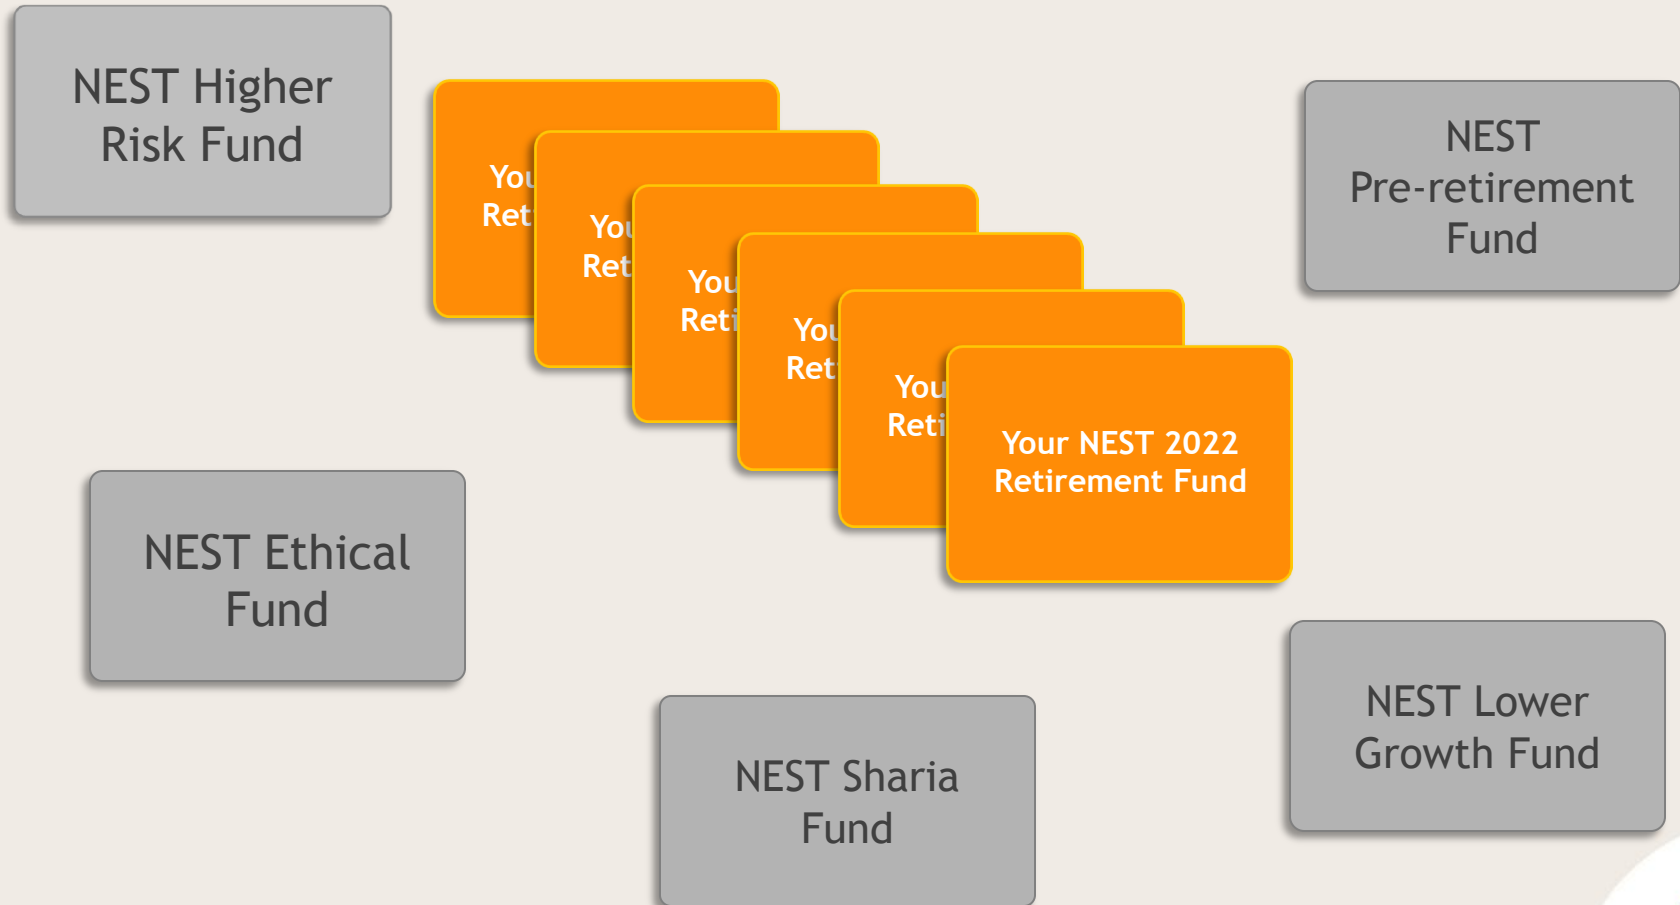 NEST Higher
Risk Fund
NEST
Pre-retirement
Fund
Your NEST 2022
Retirement Fund
NEST Ethical
Fund
NEST Lower
Growth Fund
NEST Sharia
Fund